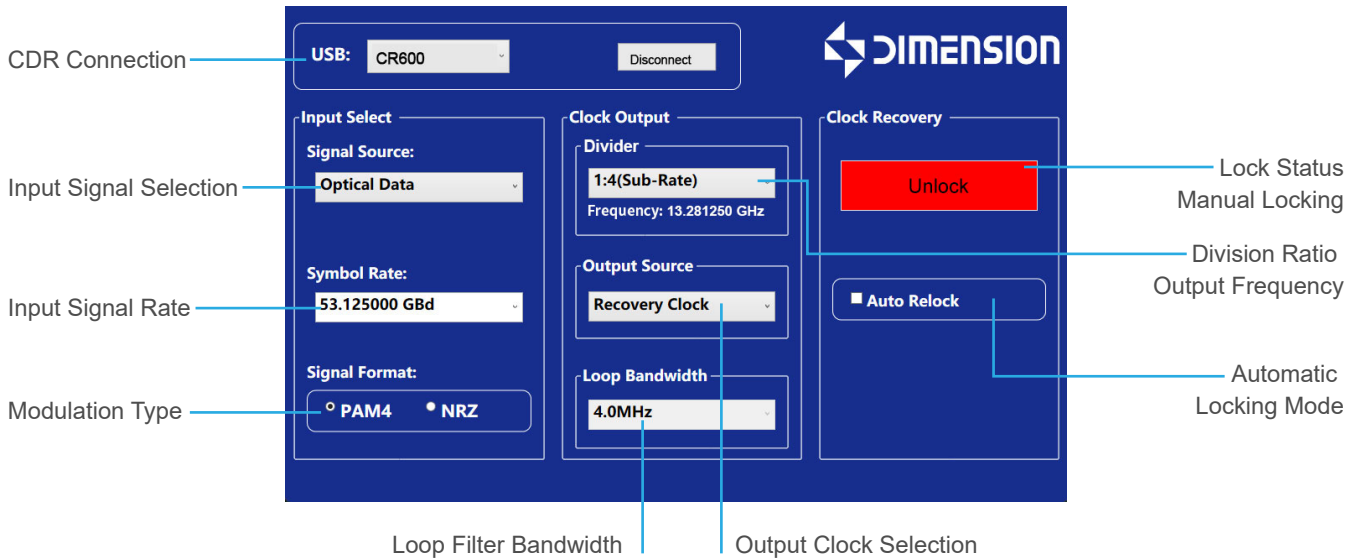 CDR Connection
USB:
CR600
Disconnect
DIMENSION
Input Select
Clock Output
Clock Recovery
Signal Source:
Divider
Input Signal Selection
Optical Data
1:4(Sub-Rate)
Frequency: 13.281250 GHz
Unlock
Lock Status
Manual Locking
Division Ratio
Output Frequency
Symbol Rate:
Output Source
Input Signal Rate
53.125000 GBd
Recovery Clock
Auto Relock
Signal Format:
Loop Bandwidth
Automatic
Locking Mode
Modulation Type
PAM4
NRZ
4.0MHz
Loop Filter Bandwidth
Output Clock Selection